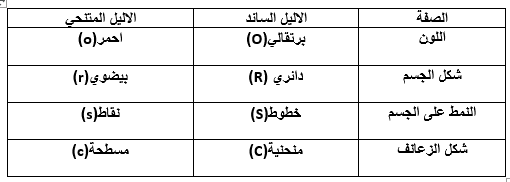 الصفة الاليل السائد الاليل المتنحي
اللون برتقالي(O) احمر(o)
شكل الجسم دائري (R) بيضوي(r)
النمط على الجسم خطوط(S) نقاط(s)
شكل الزعانف منحنية(C) مسطحة(c)